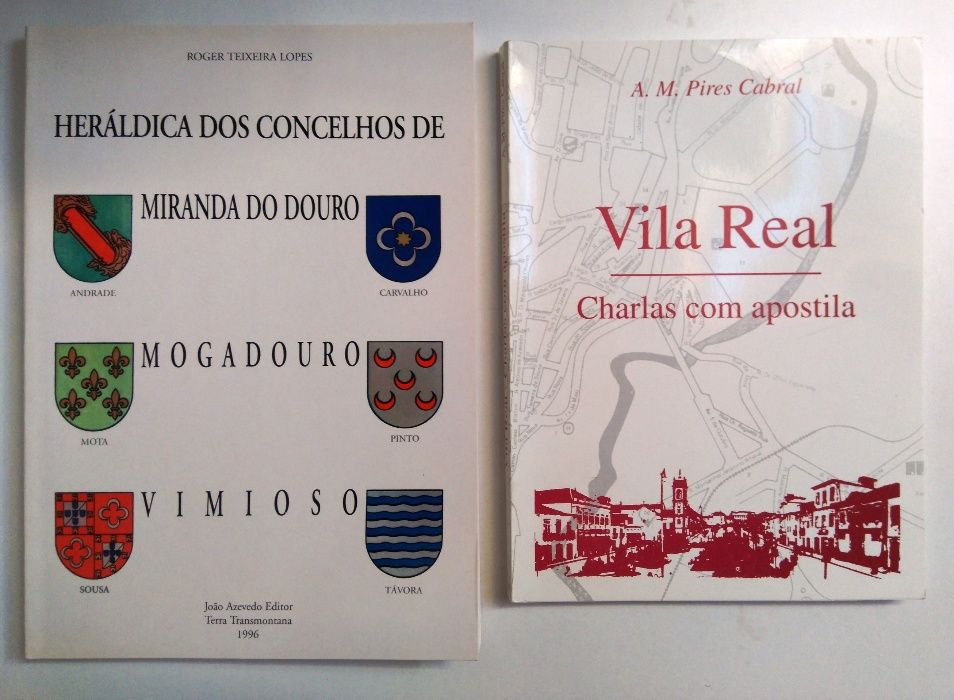 ROGER TEIXEIRA LOPES
HERÁLDICA DOS CONCELHOS DE
MIRANDA DO DOURO
ANDRADE
CARVALHO
MOGADOURO
MOTA
PINTO
VIMIOSO
SOUSA
TÁVORA
João Azevedo Editor
Terra Transmontana
1996
A. M. Pires Cabral
Vila Real
Charlas com apostila